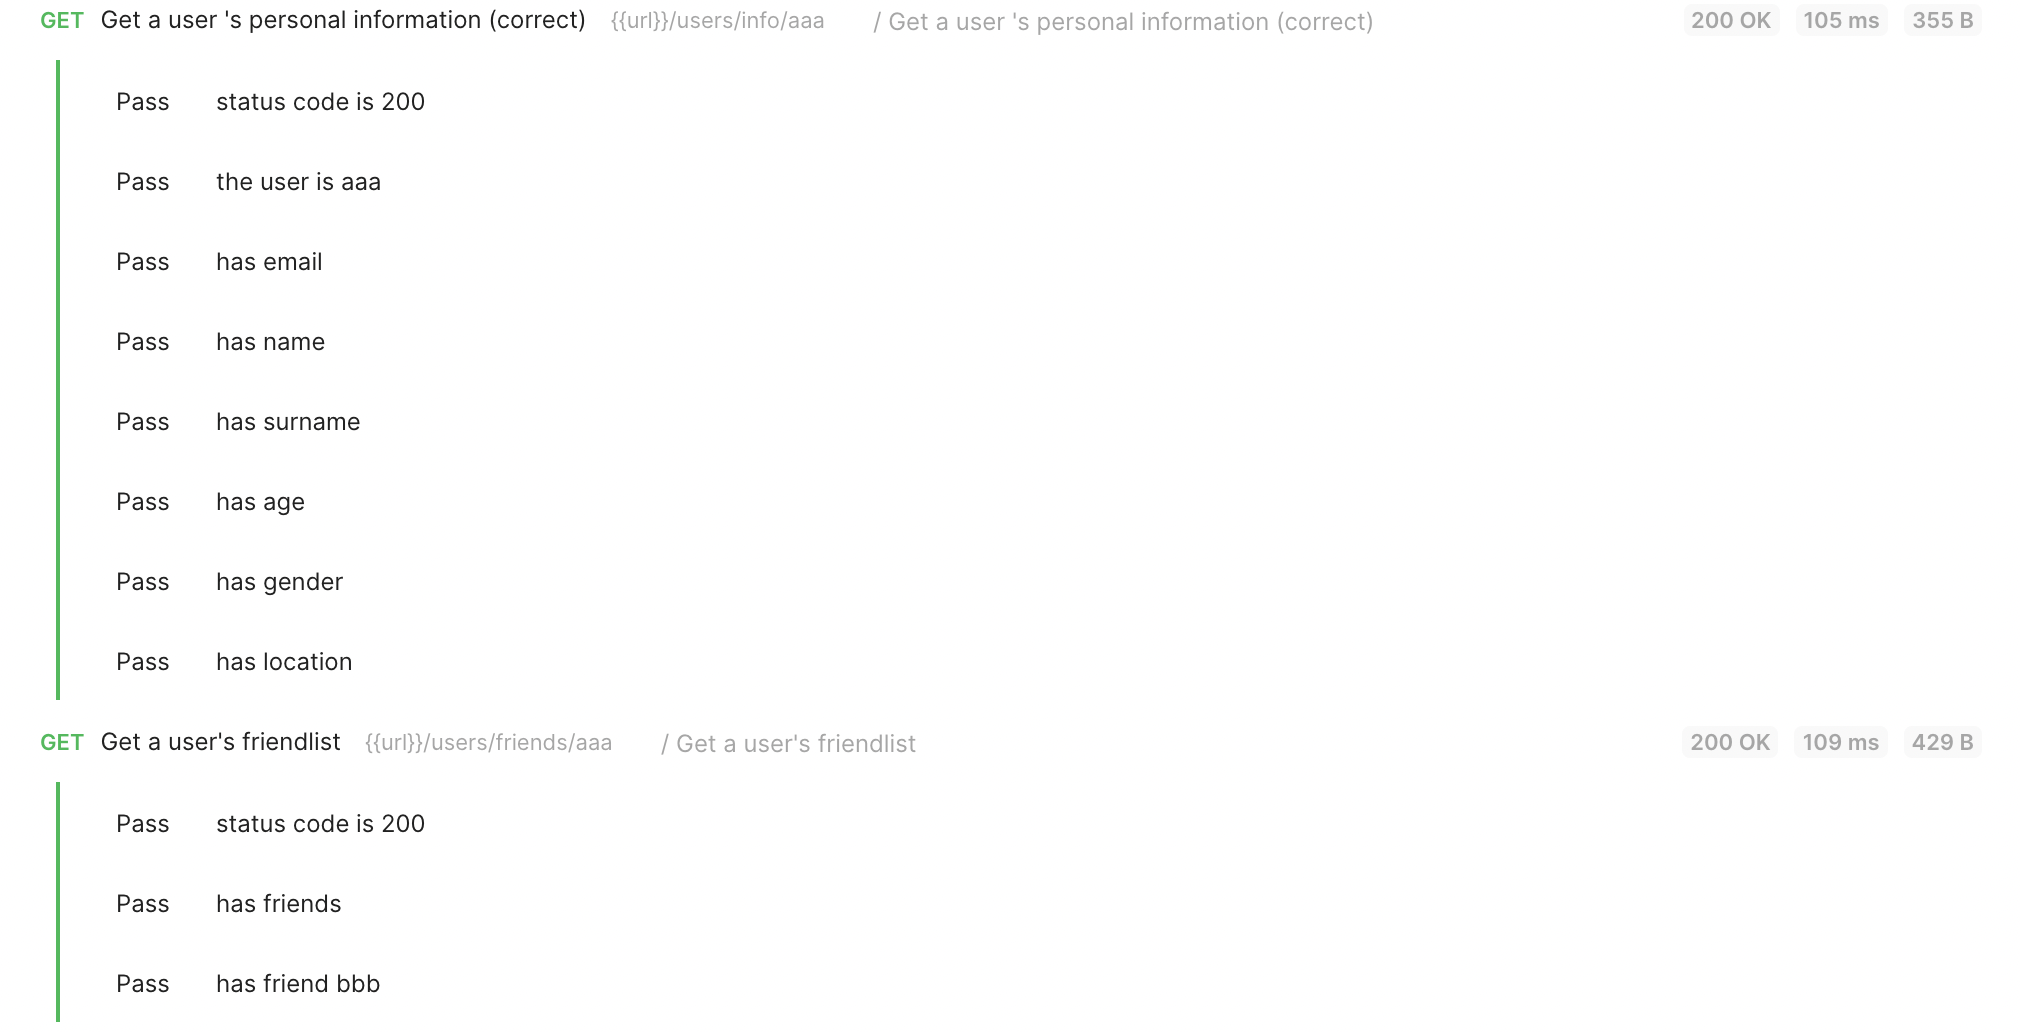 GET Get a user 's personal information (correct) {{url}}/users/info/aaa / Get a user 's personal information (correct) 200 OK 105 ms 355 B
Pass status code is 200
Pass the user is aaa
Pass has email
Pass has name
Pass has surname
Pass has age
Pass has gender
Pass has location
GET Get a user's friendlist {{url}}/users/friends/aaa / Get a user's friendlist 200 OK 109 ms 429 B
Pass status code is 200
Pass has friends
Pass has friend bbb